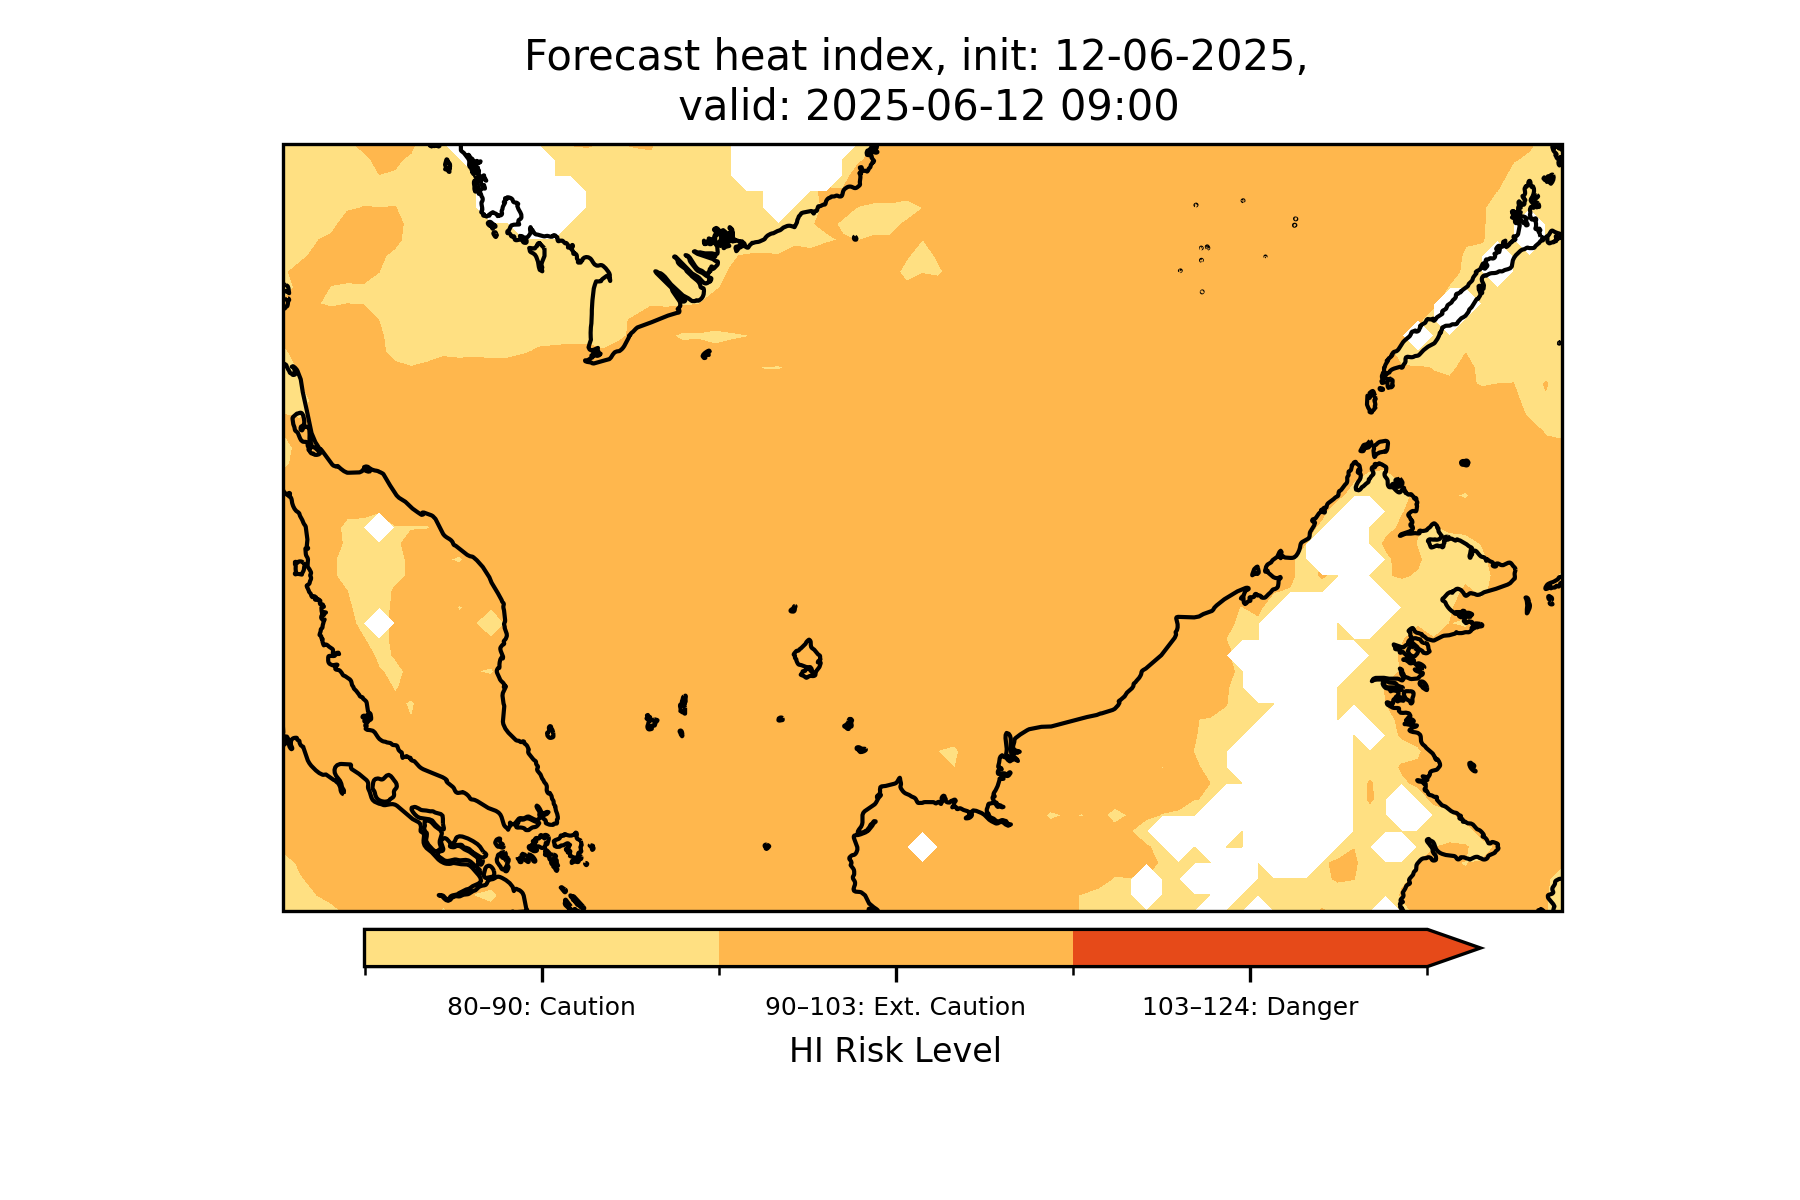 Forecast heat index, init: 12-06-2025,
valid: 2025-06-12 09:00
80–90: Caution
90–103: Ext. Caution
103–124: Danger
HI Risk Level